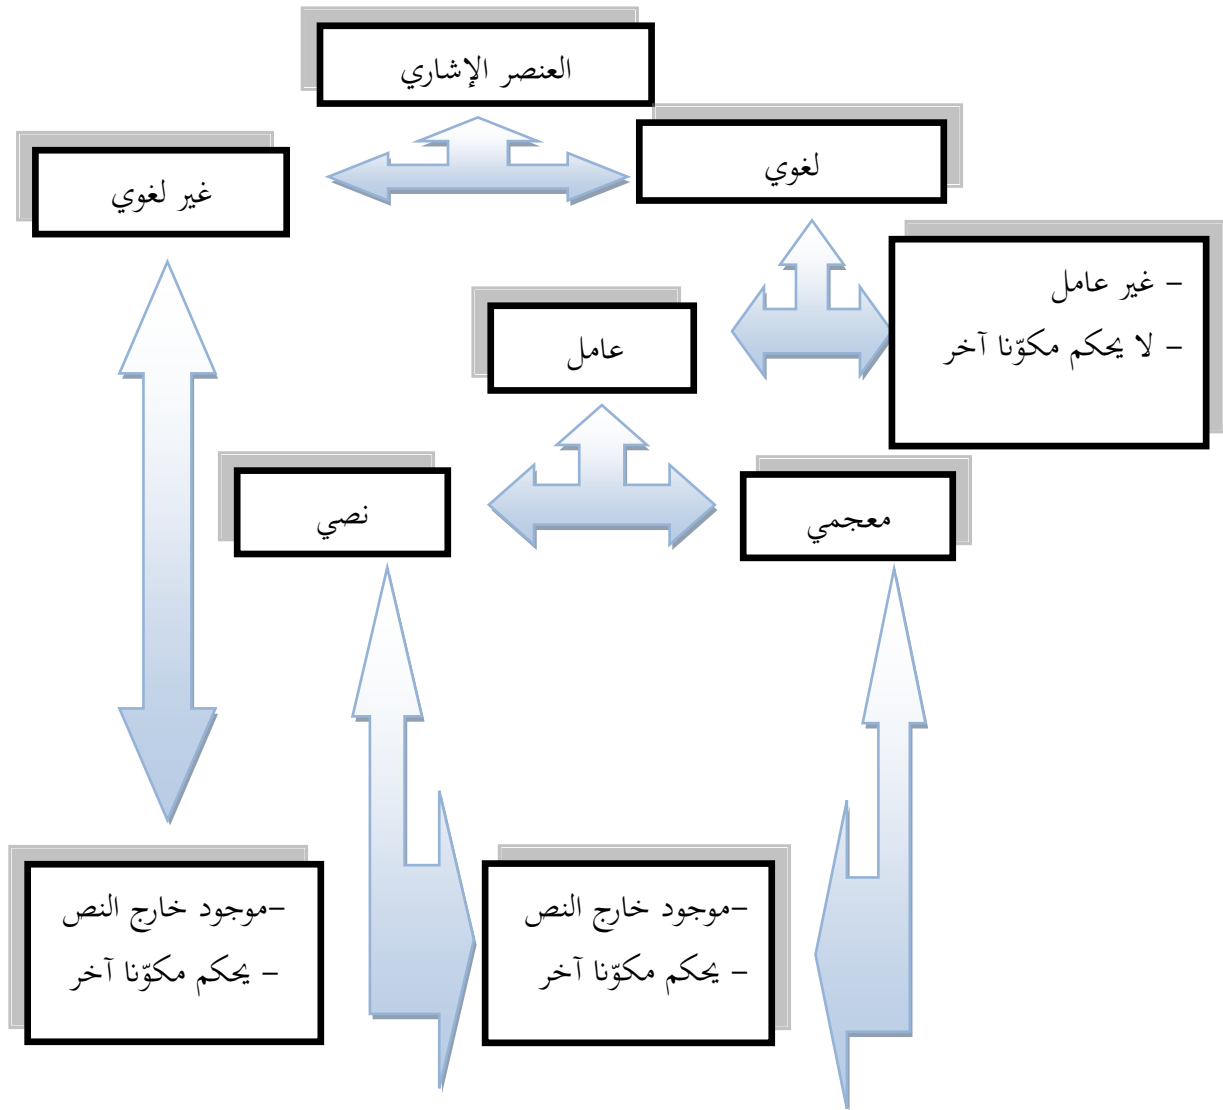 العنصر الإشاري
لغوي
غير لغوي
- غير عامل
- لا يحكم مكوّنا آخر
عامل
معجمي
نصي
-موجود خارج النص
- يحكم مكوّنا آخر
-موجود خارج النص
- يحكم مكوّنا آخر